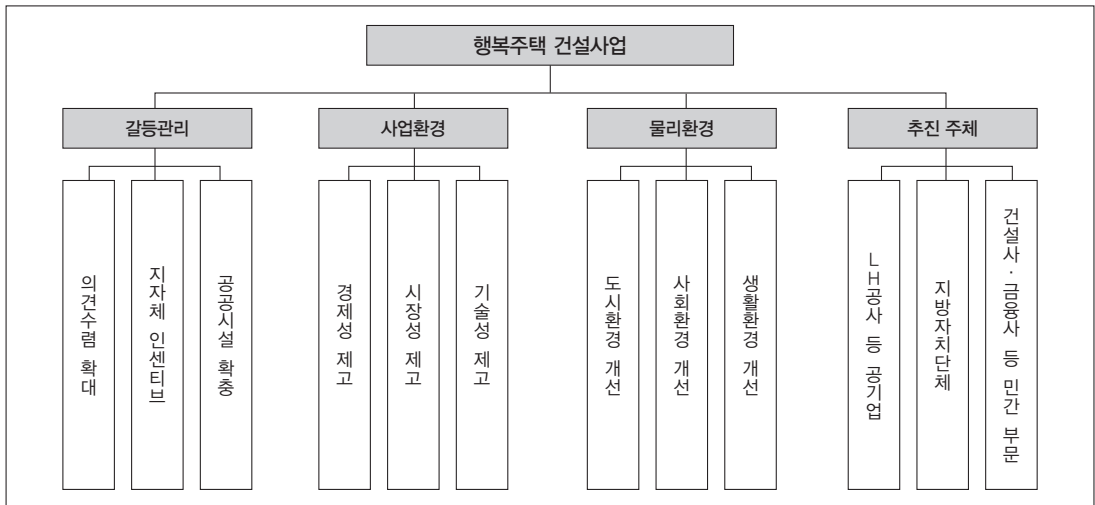 행복주택 건설사업
갈등관리
사업환경
물리환경
추진 주체
의견수렴 확대
지자체 인센티브
공공시설 확충
경제성 제고
시장성 제고
기술성 제고
도시환경 개선
사회환경 개선
생활환경 개선
LH공사 등 공기업
지방자치단체
건설사·금융사 등 민간 부문